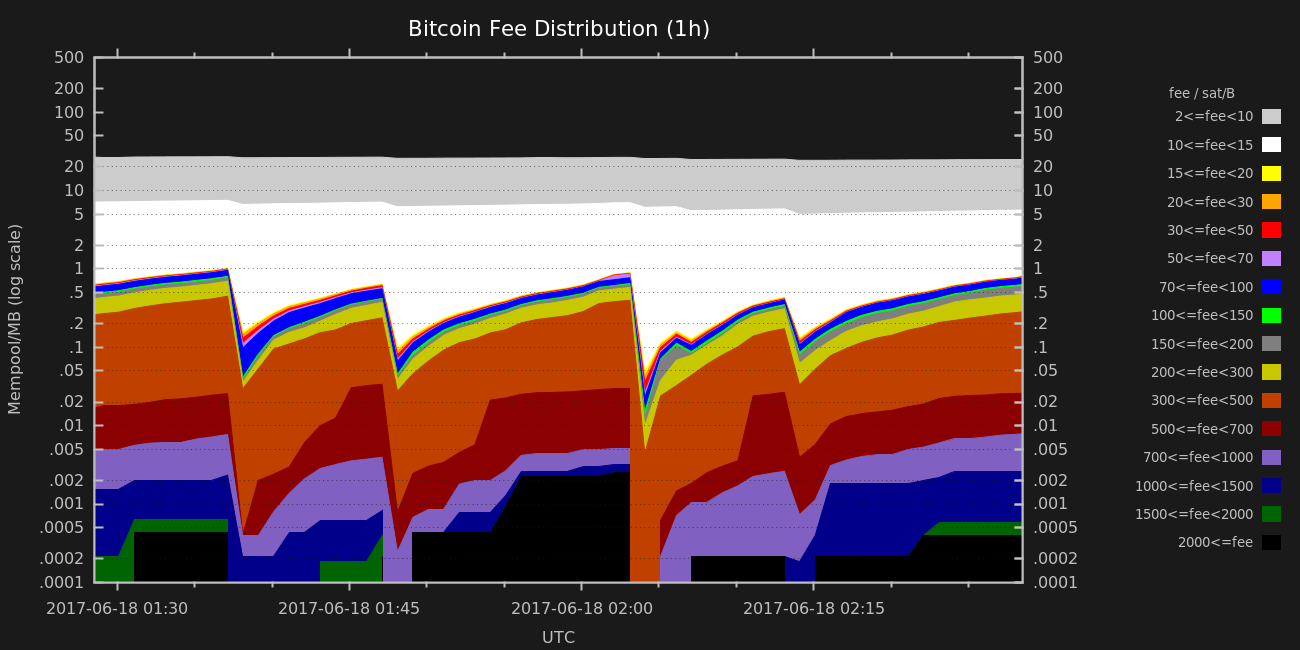 Bitcoin Fee Distribution (1h)
500
200
100
50
20
10
5
2
1
.5
.2
.1
.05
.02
.01
.005
.002
.001
.0005
.0002
.0001
Mempool/MB (log scale)
500
200
100
50
20
10
5
2
1
.5
.2
.1
.05
.02
.01
.005
.002
.001
.0005
.0002
.0001
2017-06-18 01:30 2017-06-18 01:45 2017-06-18 02:00 2017-06-18 02:15
UTC
fee / sat/B
2<=fee<10
10<=fee<15
15<=fee<20
20<=fee<30
30<=fee<50
50<=fee<70
70<=fee<100
100<=fee<150
150<=fee<200
200<=fee<300
300<=fee<500
500<=fee<700
700<=fee<1000
1000<=fee<1500
1500<=fee<2000
2000<=fee